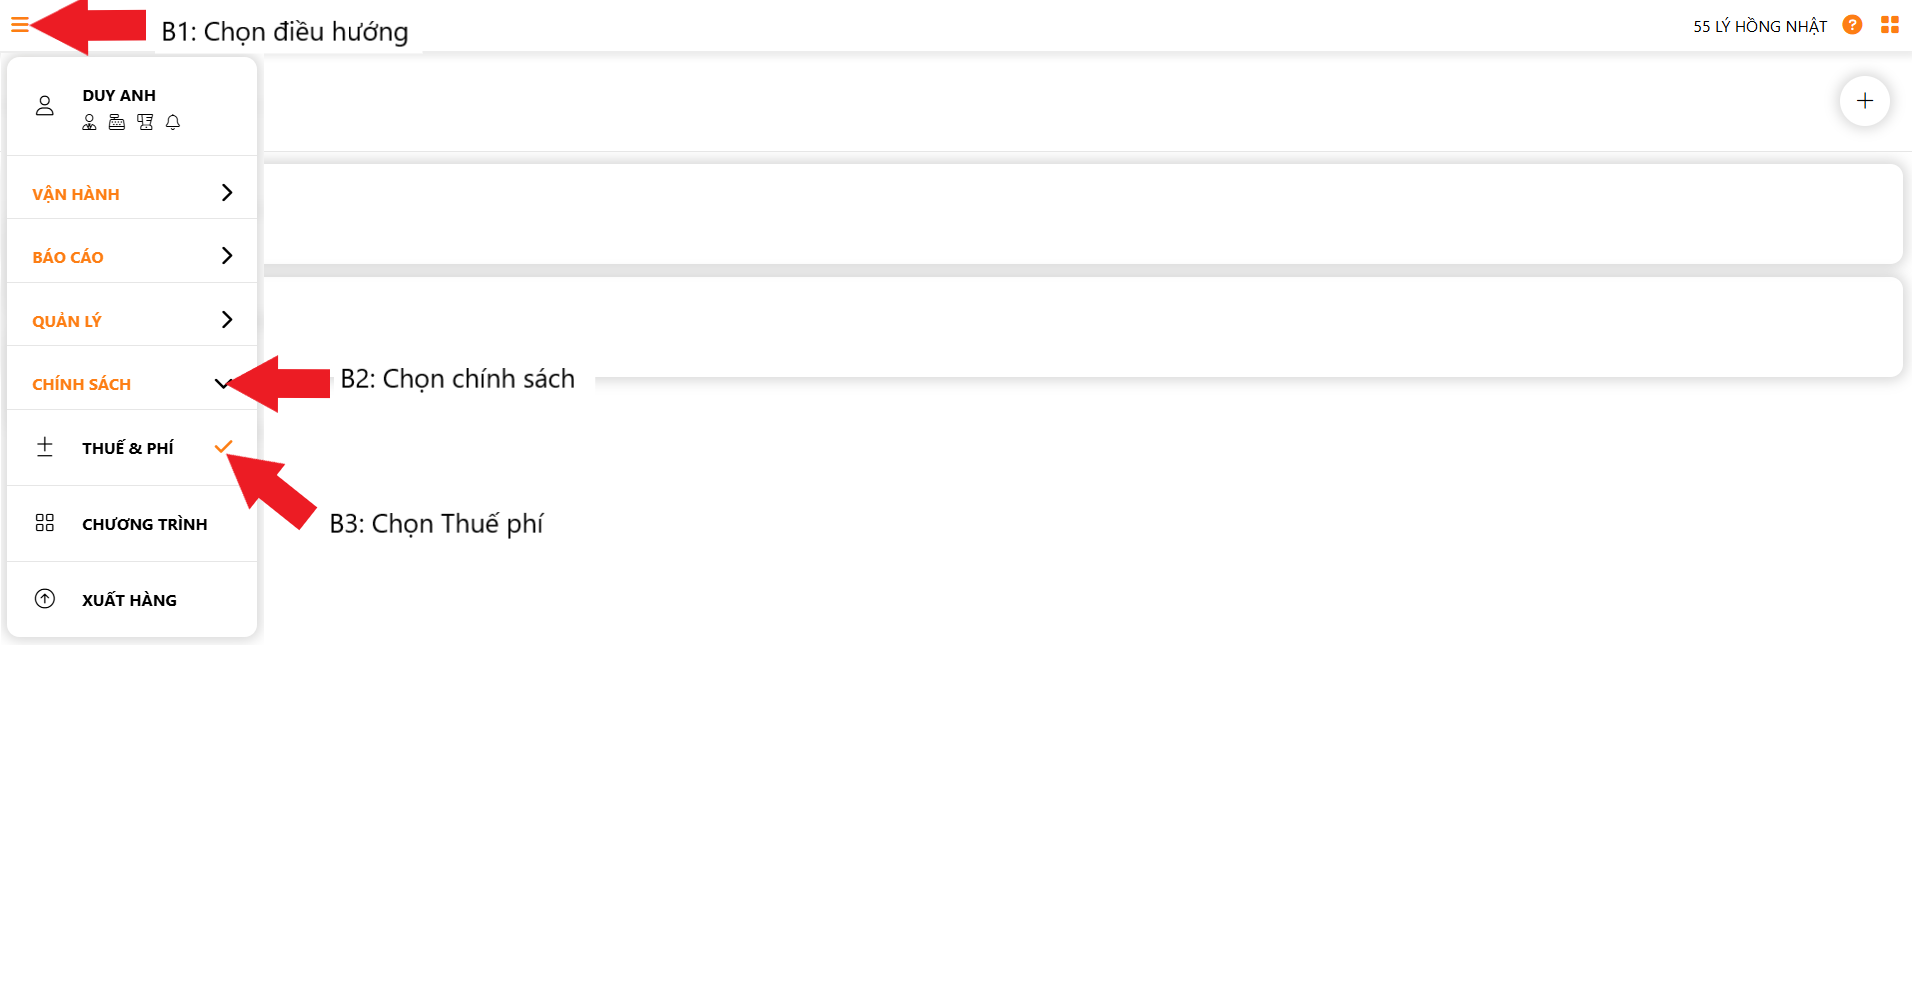 B1: Chọn điều hướng
55 LÝ HỒNG NHẬT
DUY ANH
VẬN HÀNH
BÁO CÁO
QUẢN LÝ
CHÍNH SÁCH
B2: Chọn chính sách
THUẾ & PHÍ
CHƯƠNG TRÌNH
B3: Chọn Thuế phí
XUẤT HÀNG